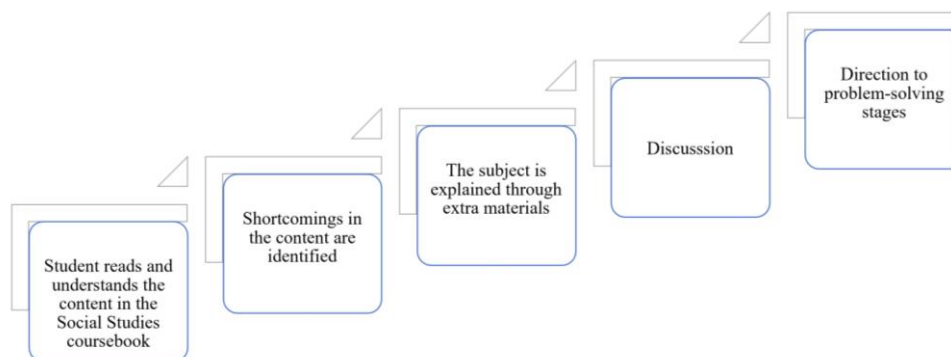 Student reads and
understands the
content in the
Social Studies
coursebook
Shortcomings in
the content are
identified
The subject is
explained through
extra materials
Discusssion
Direction to
problem-solving
stages